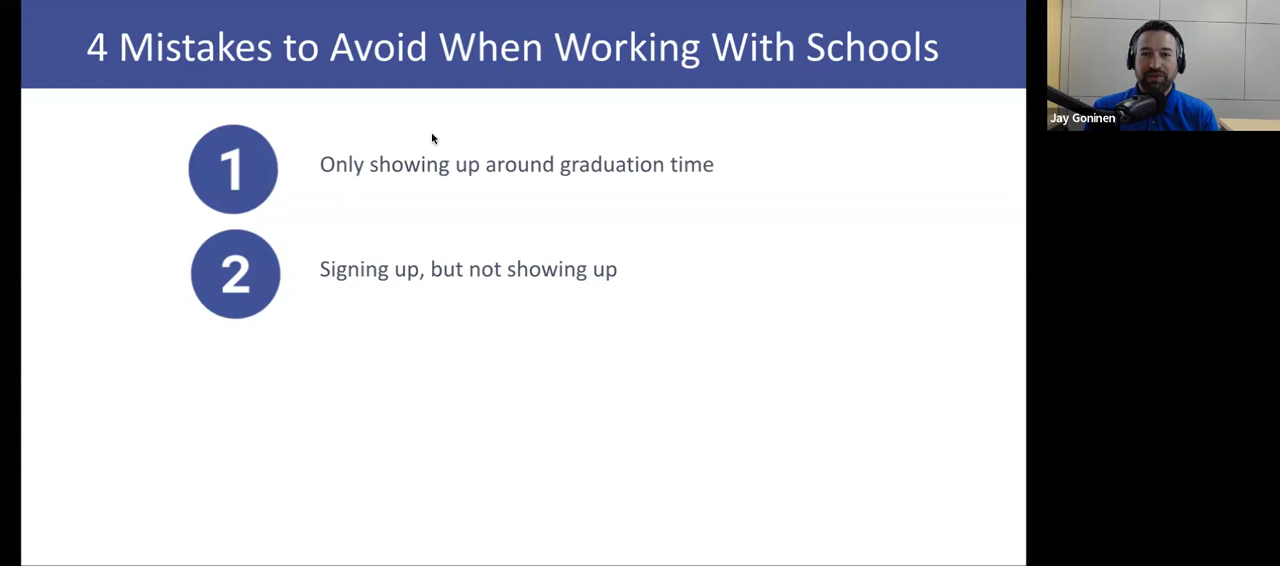 4 Mistakes to Avoid When Working With Schools
1
Only showing up around graduation time
2
Signing up, but not showing up
Jay Goninen